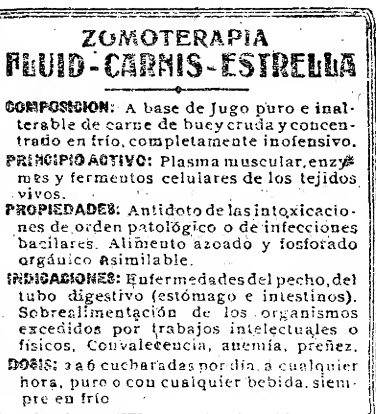 ZOMOTERAPIA
FLUID-CARNIS-ESTRELLA
COMPOSICION: A base de Jugo puro e inal-
terable de carne de buey cruda y concen-
trado en frío, completamente inofensivo.
PRINCIPIO ACTIVO: Plasma muscular, enzy-
mes y fermentos celulares de los tejidos
vivos.
PROPIEDADES: Antidoto de las intoxicacio-
nes de orden patológico o de infecciones
bacilares. Alimento azoado y fosforado
orgánico asimilable.
INDICACIONES: Enfermedades del pecho, del
tubo digestivo (estómago e intestinos).
Sobrealimentación de los organismos
excedidos por trabajos intelectuales o
físicos. Convalecencia, anemia, preñez.
DOSIS: 3 a 6 cucharadas por día, a cualquier
hora, puro o con cualquier bebida, siem-
pre en frío